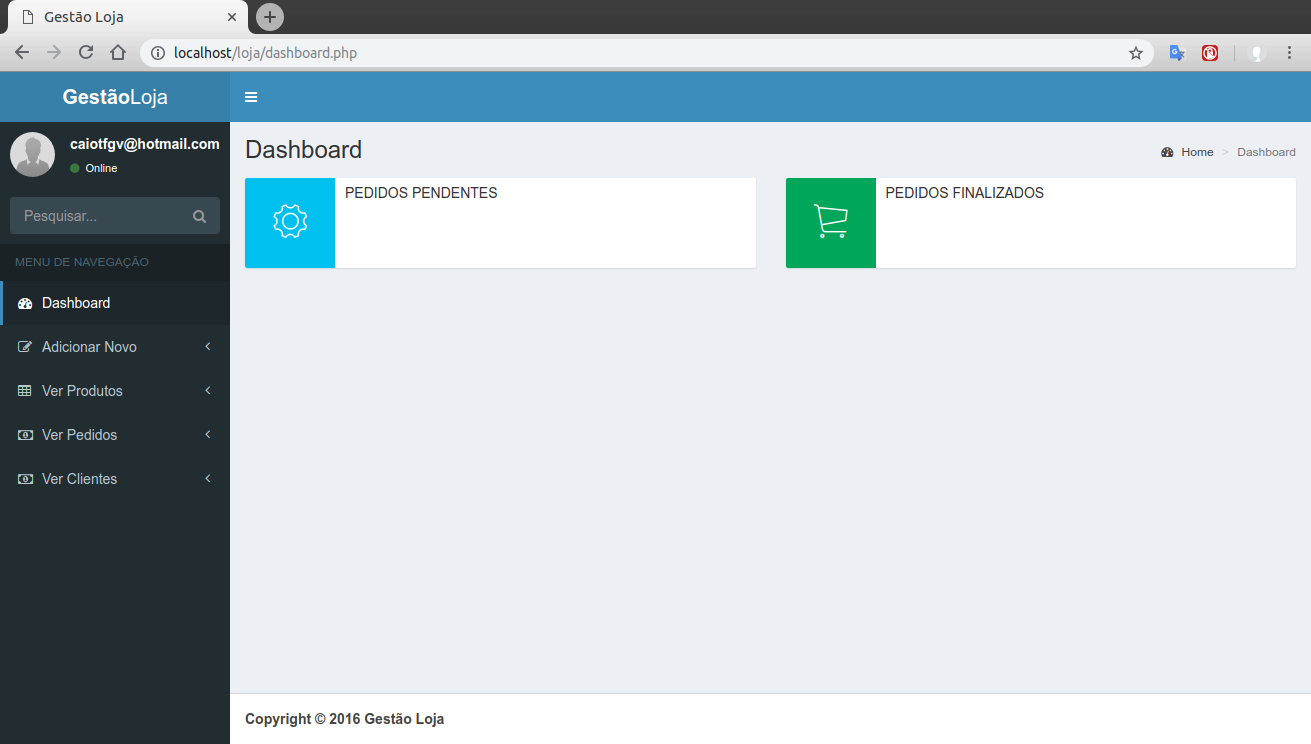 Gestão Loja
localhost/loja/dashboard.php
GestãoLoja
caiotfgv@hotmail.com
Online
Pesquisar...
MENU DE NAVEGAÇÃO
Dashboard
Adicionar Novo
Ver Produtos
Ver Pedidos
Ver Clientes
Dashboard
Home > Dashboard
PEDIDOS PENDENTES
PEDIDOS FINALIZADOS
Copyright © 2016 Gestão Loja